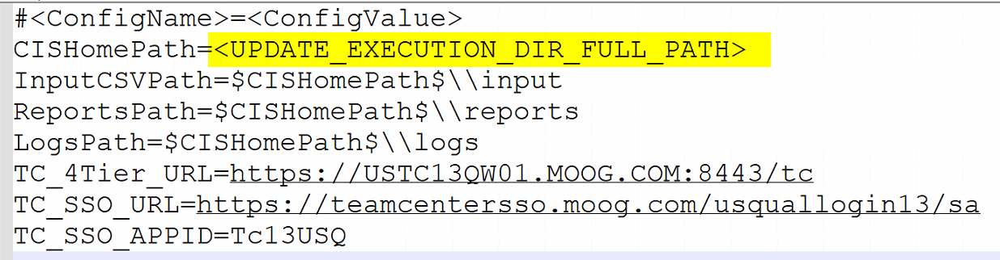 #<ConfigName>=<ConfigValue>
CISHomePath=<UPDATE_EXECUTION_DIR_FULL_PATH>
InputCSVPath=$CISHomePath$\\input
ReportsPath=$CISHomePath$\\reports
LogsPath=$CISHomePath$\\logs
TC_4Tier_URL=https://USTC13QW01.MOOG.COM:8443/tc
TC_SSO_URL=https://teamcentersso.moog.com/usquallogin13/sa
TC_SSO_APPID=Tc13USQ